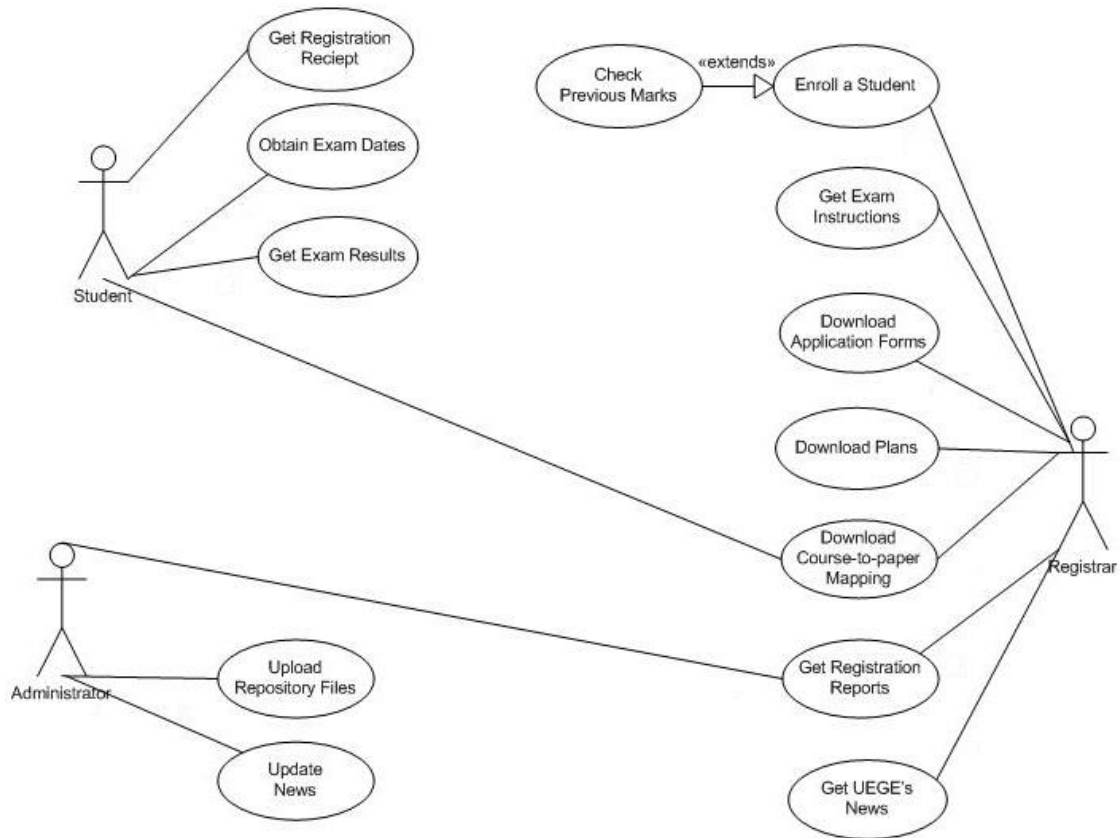 Get Registration
Reciept
Obtain Exam Dates
Get Exam Results
Student
Check
Previous Marks
«extends»
Enroll a Student
Get Exam
Instructions
Download
Application Forms
Download Plans
Download
Course-to-paper
Mapping
Registrar
Get Registration
Reports
Get UEGE's
News
Administrator
Upload
Repository Files
Update
News